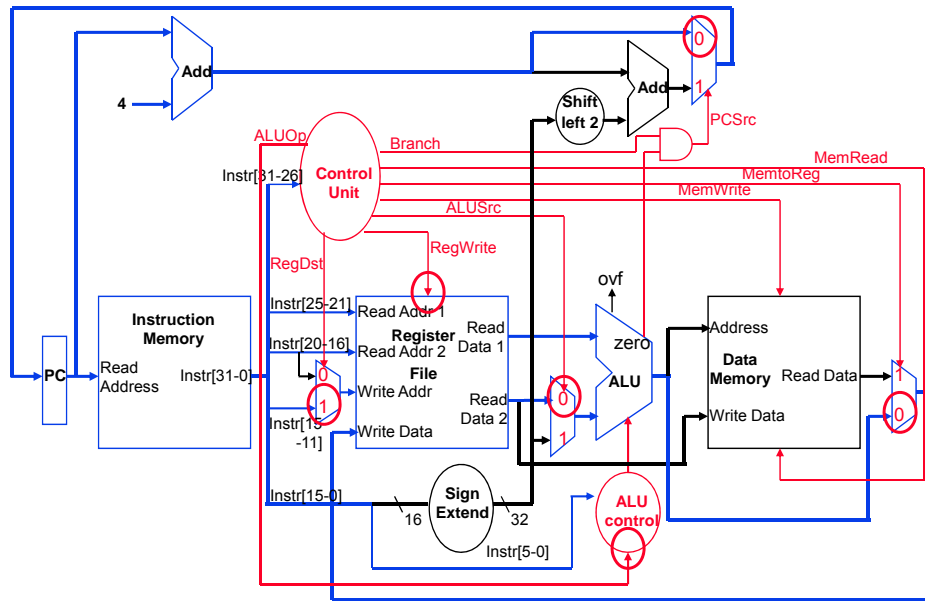 0
Add
Add
4
1
Shift
left 2
PCSrc
ALUOp
Branch
MemRead
Instr[31-26]
Control
Unit
MemtoReg
MemWrite
ALUSrc
RegWrite
RegDst
ovf
Instruction
Memory
Instr[25-21]
Read Addr 1
Register
File
Read
Data 1
zero
Address
Instr[20-16]
Read Addr 2
Data
Memory
PC
Read
Address
Instr[31-0]
0
Write Addr
ALU
Read Data
1
1
Read
Data 2
0
Write Data
0
Instr[15
-11]
Write Data
1
Instr[15-0]
Sign
Extend
16
32
ALU
control
Instr[5-0]